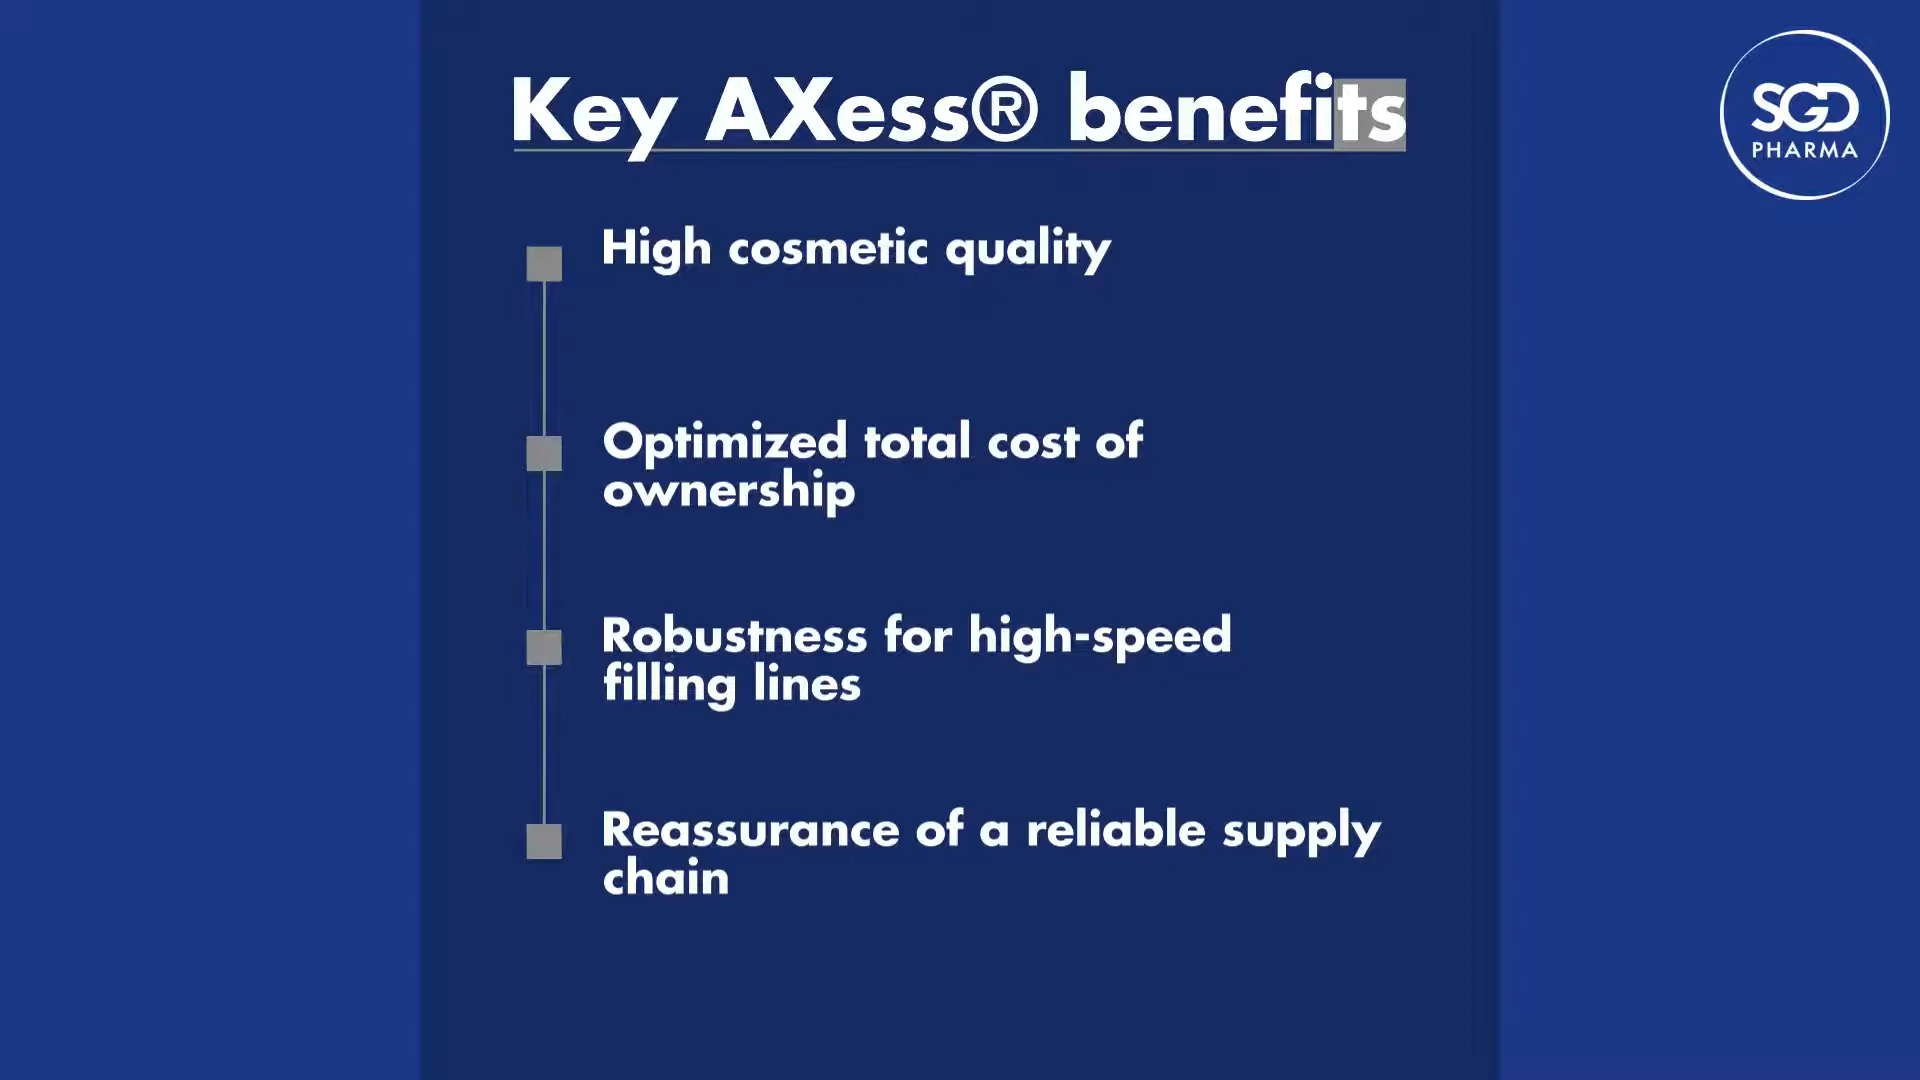 Key AXess® benefits
SGD
PHARMA
High cosmetic quality
Optimized total cost of
ownership
Robustness for high-speed
filling lines
Reassurance of a reliable supply
chain